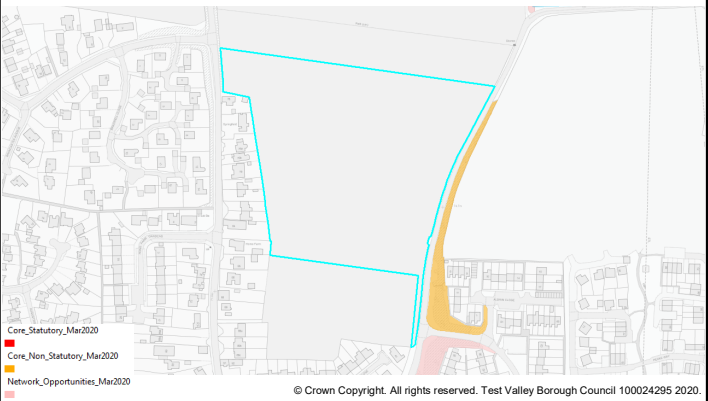 Core_Statutory_Mar2020
Core_Non_Statutory_Mar2020
Network_Opportunities_Mar2020
© Crown Copyright. All rights reserved. Test Valley Borough Council 100024295 2020.